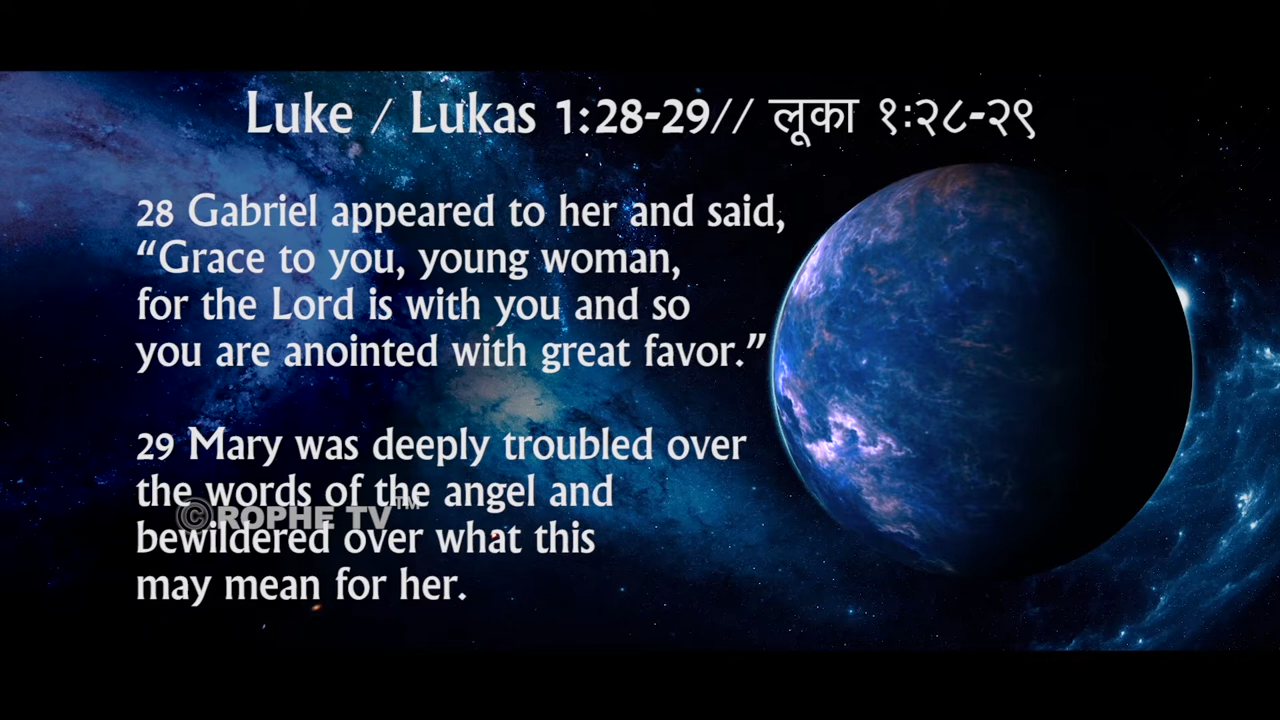 Luke / Lukas 1:28-29// लूका १:२८-२९
28 Gabriel appeared to her and said,
“Grace to you, young woman,
for the Lord is with you and so
you are anointed with great favor.”
29 Mary was deeply troubled over
the words of the angel and
©ROPHE TV™
bewildered over what this
may mean for her.